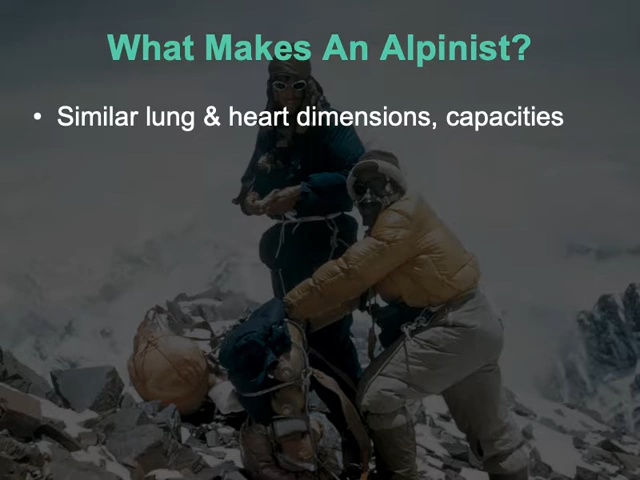 What Makes An Alpinist?
• Similar lung & heart dimensions, capacities